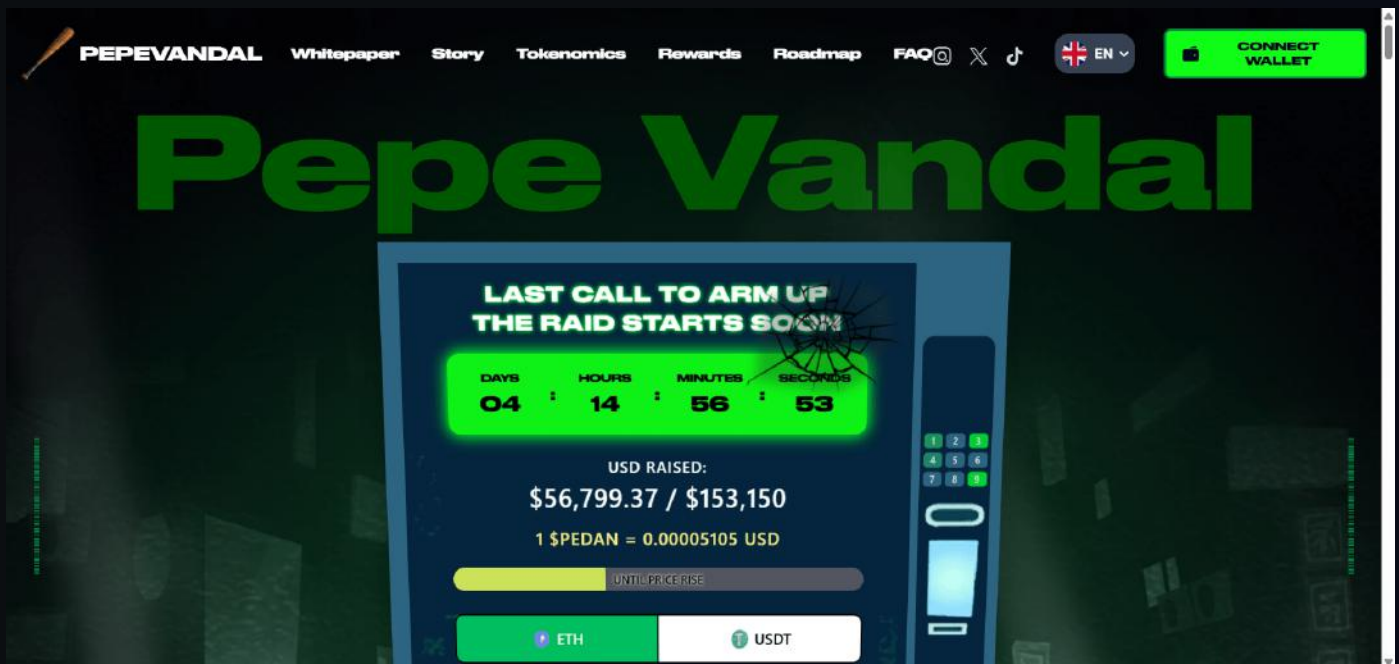 PEPEVANDAL Whitepaper Story Tokenomics Rewards Roadmap FAQ EN CONNECT WALLET
Pepe Vandal
LAST CALL TO ARM UP
THE RAID STARTS SOON
DAYS HOURS MINUTES SECONDS
04 : 14 : 56 : 53
USD RAISED:
$56,799.37 / $153,150
1 $PEDAN = 0.00005105 USD
UNTIL PRICE RISE
ETH USDT
1 2 3
4 5 6
7 8 9